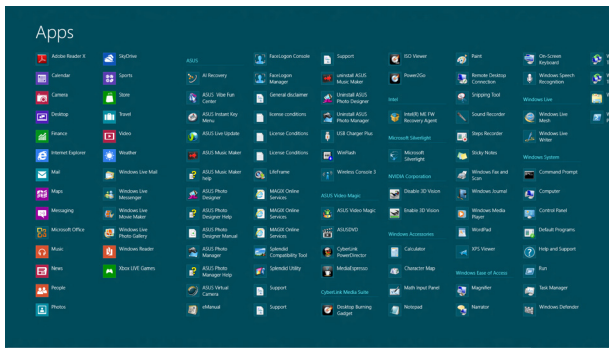 Apps
Adobe Reader X
Calendar
Camera
Desktop
Finance
Internet Explorer
Mail
Maps
Messaging
Microsoft Office
Music
News
People
Photos
SkyDrive
Sports
Store
Travel
Video
Weather
Windows Live Mail
Windows Live
Messenger
Windows Live
Movie Maker
Windows Live
Photo Gallery
Windows Reader
Xbox LIVE Games
ASUS
AI Recovery
ASUS Vibe Fun
Center
ASUS Instant Key
Menu
ASUS Live Update
ASUS Music Maker
ASUS Music Maker
help
ASUS Photo
Designer
ASUS Photo
Designer Help
ASUS Photo
Designer Manual
ASUS Photo
Manager
ASUS Photo
Manager Help
ASUS Virtual
Camera
eManual
FaceLogon Console
FaceLogon
Manager
General disclaimer
license conditions
License Conditions
License Conditions
LifeFrame
MAGIX Online
Services
MAGIX Online
Services
MAGIX Online
Services
Splendid
Compatibility Tool
Splendid Utility
Support
Support
Support
uninstall ASUS
Music Maker
Uninstall ASUS
Photo Designer
Uninstall ASUS
Photo Manager
USB Charger Plus
WinFlash
Wireless Console 3
ASUS Video Magic
ASUS Video Magic
ASUSDVD
CyberLink
PowerDirector
MediaEspresso
CyberLink Media Suite
Desktop Burning
Gadget
ISO Viewer
Power2Go
Intel
Intel(R) ME FW
Recovery Agent
Microsoft Silverlight
Microsoft
Silverlight
NVIDIA Corporation
Disable 3D Vision
Enable 3D Vision
Windows Accessories
Calculator
Character Map
Math Input Panel
Notepad
Paint
Remote Desktop
Connection
Snipping Tool
Sound Recorder
Steps Recorder
Sticky Notes
Windows Fax and
Scan
Windows Journal
Windows Media
Player
WordPad
XPS Viewer
Windows Ease of Access
Magnifier
Narrator
On-Screen
Keyboard
Windows Speech
Recognition
Windows Live
Windows Live
Mesh
Windows Live
Writer
Windows System
Command Prompt
Computer
Control Panel
Default Programs
Help and Support
Run
Task Manager
Windows Defender